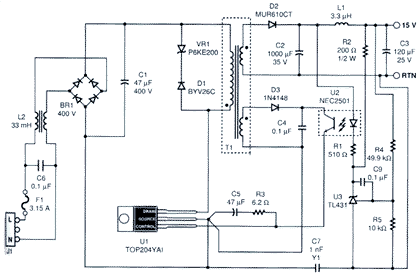 D2
MUR610CT
L1
3.3 µH
15 V
VR1
P6KE200
C1
47 µF
400 V
C2
1000 µF
35 V
R2
200 Ω
1/2 W
C3
120 µF
25 V
RTN
BR1
400 V
D1
BYV26C
D3
1N4148
U2
NEC2501
L2
33 mH
T1
C4
0.1 µF
R1
510 Ω
R4
49.9 kΩ
C6
0.1 µF
C9
0.1 µF
F1
3.15 A
L
N
J1
C5
47 µF
R3
6.2 Ω
U3
TL431
DRAIN
SOURCE
CONTROL
R5
10 kΩ
U1
TOP204YAI
C7
1 nF
Y1